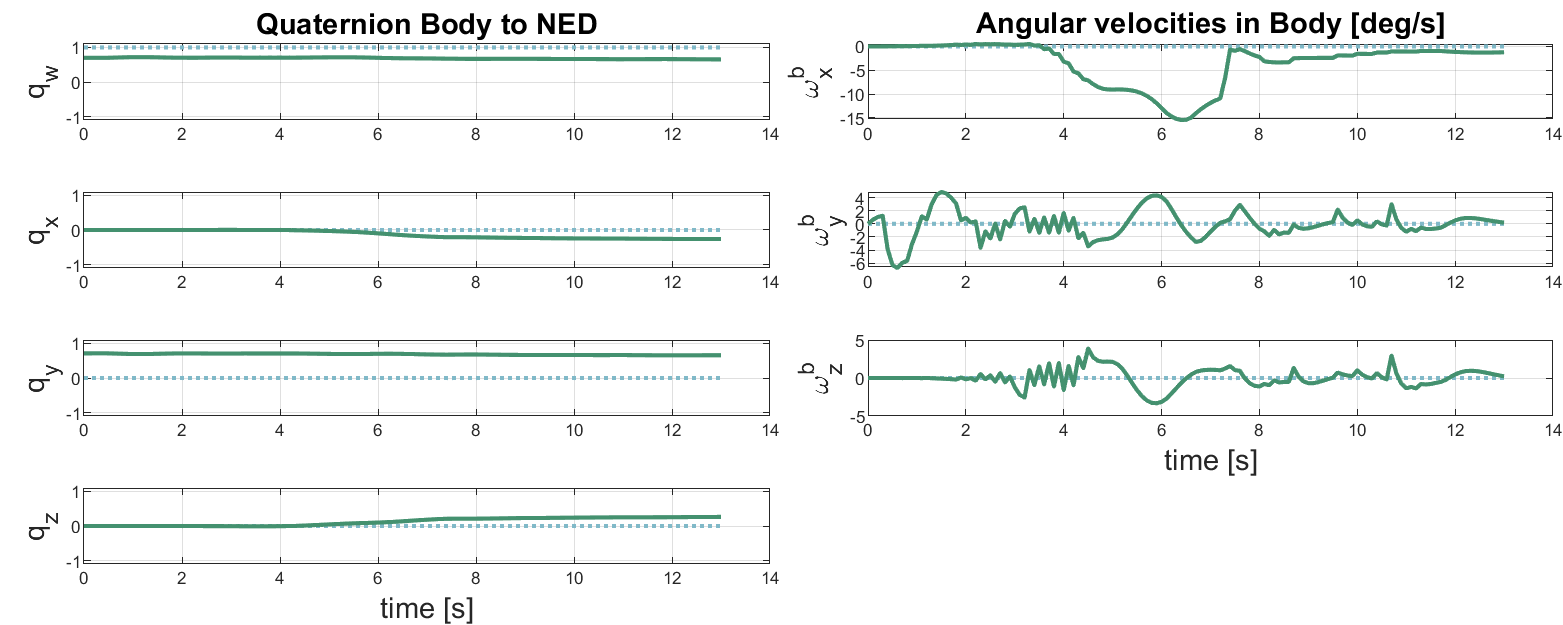 Quaternion Body to NED
q_w
1
0
-1
0 2 4 6 8 10 12 14
q_x
1
0
-1
0 2 4 6 8 10 12 14
q_y
1
0
-1
0 2 4 6 8 10 12 14
q_z
1
0
-1
0 2 4 6 8 10 12 14
time [s]
Angular velocities in Body [deg/s]
ω_x^b
0
-5
-10
-15
0 2 4 6 8 10 12 14
ω_y^b
4
2
0
-2
-4
-6
0 2 4 6 8 10 12 14
ω_z^b
5
0
-5
0 2 4 6 8 10 12 14
time [s]